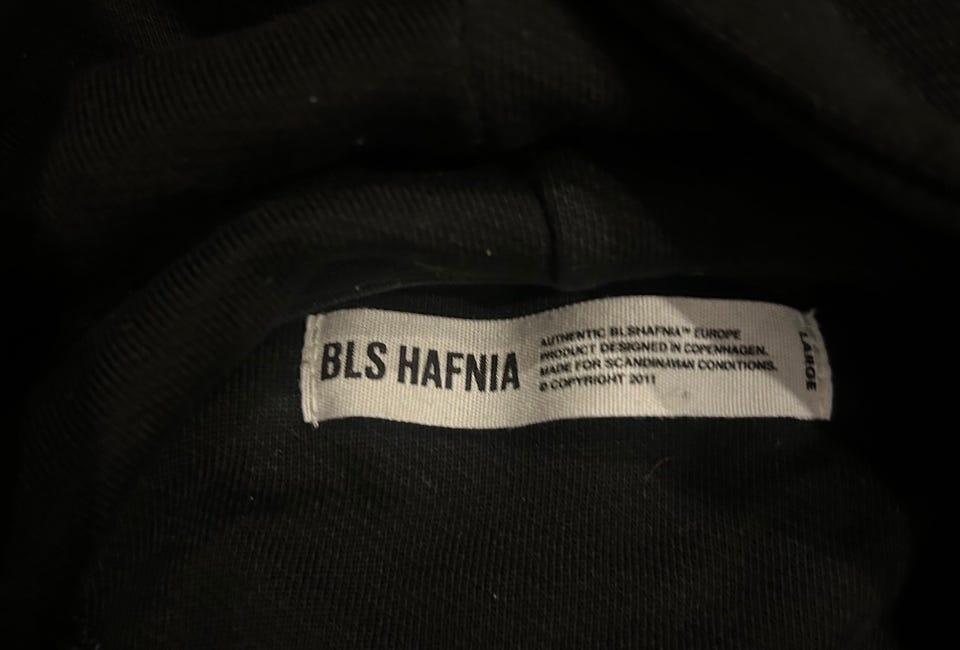 BLS HAFNIA
AUTHENTIC BLSHAFNIA™ EUROPE
PRODUCT DESIGNED IN COPENHAGEN.
MADE FOR SCANDINAVIAN CONDITIONS.
© COPYRIGHT 2011
LARGE